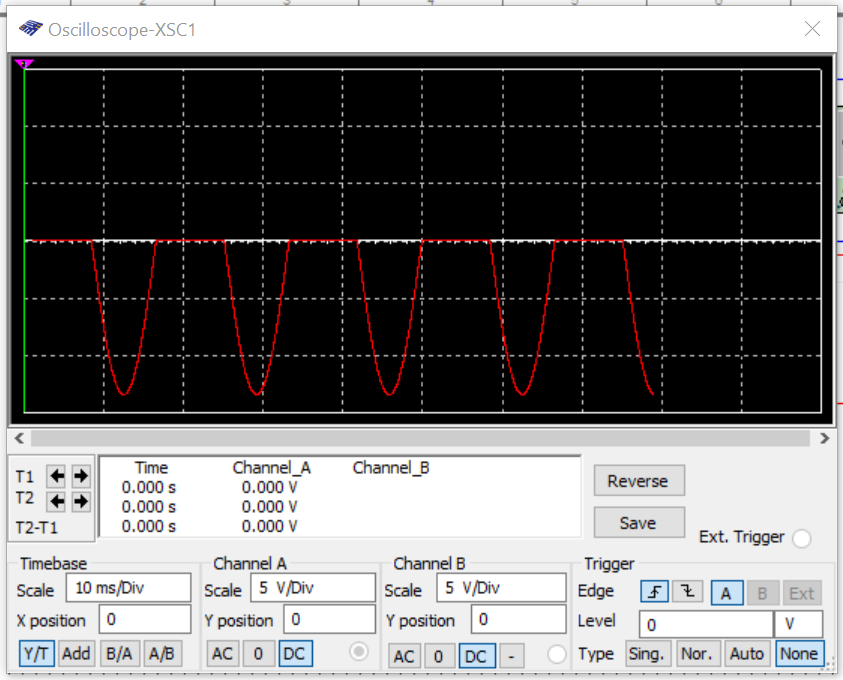 Oscilloscope-XSC1
T1
T2
T2-T1
Time Channel_A Channel_B
0.000 s 0.000 V
0.000 s 0.000 V
0.000 s 0.000 V
Reverse
Save
Ext. Trigger
Timebase
Scale 10 ms/Div
X position 0
Y/T Add B/A A/B
Channel A
Scale 5 V/Div
Y position 0
AC 0 DC
Channel B
Scale 5 V/Div
Y position 0
AC 0 DC -
Trigger
Edge A B Ext
Level 0 V
Type Sing. Nor. Auto None